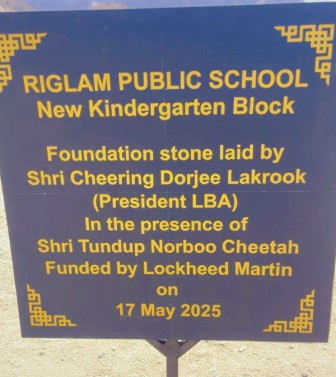 RIGLAM PUBLIC SCHOOL
New Kindergarten Block
Foundation stone laid by
Shri Cheering Dorjee Lakrook
(President LBA)
In the presence of
Shri Tundup Norboo Cheetah
Funded by Lockheed Martin
on
17 May 2025